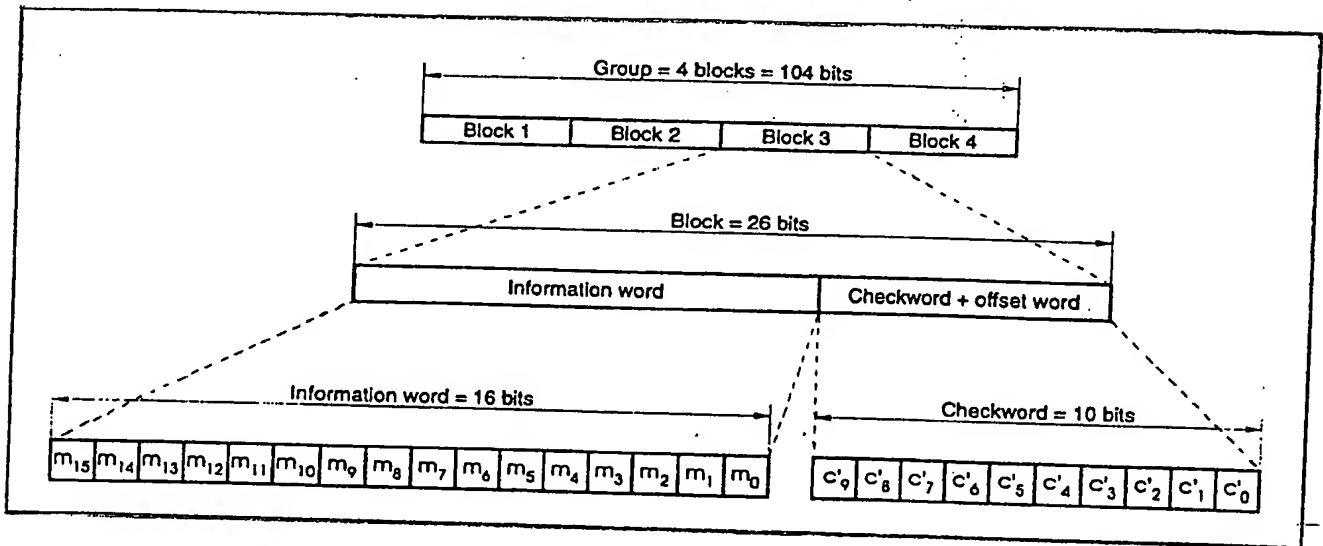 Group = 4 blocks = 104 bits
Block 1 Block 2 Block 3 Block 4
Block = 26 bits
Information word Checkword + offset word
Information word = 16 bits Checkword = 10 bits
m₁₅ m₁₄ m₁₃ m₁₂ m₁₁ m₁₀ m₉ m₈ m₇ m₆ m₅ m₄ m₃ m₂ m₁ m₀ c'₉ c'₈ c'₇ c'₆ c'₅ c'₄ c'₃ c'₂ c'₁ c'₀